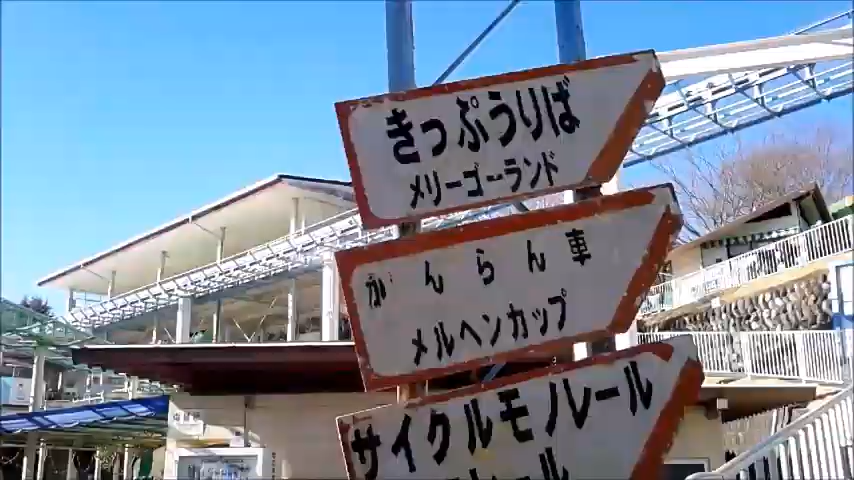 きっぷうりば
メリーゴーランド
かんらん車
メルヘンカップ
サイクルモノレール